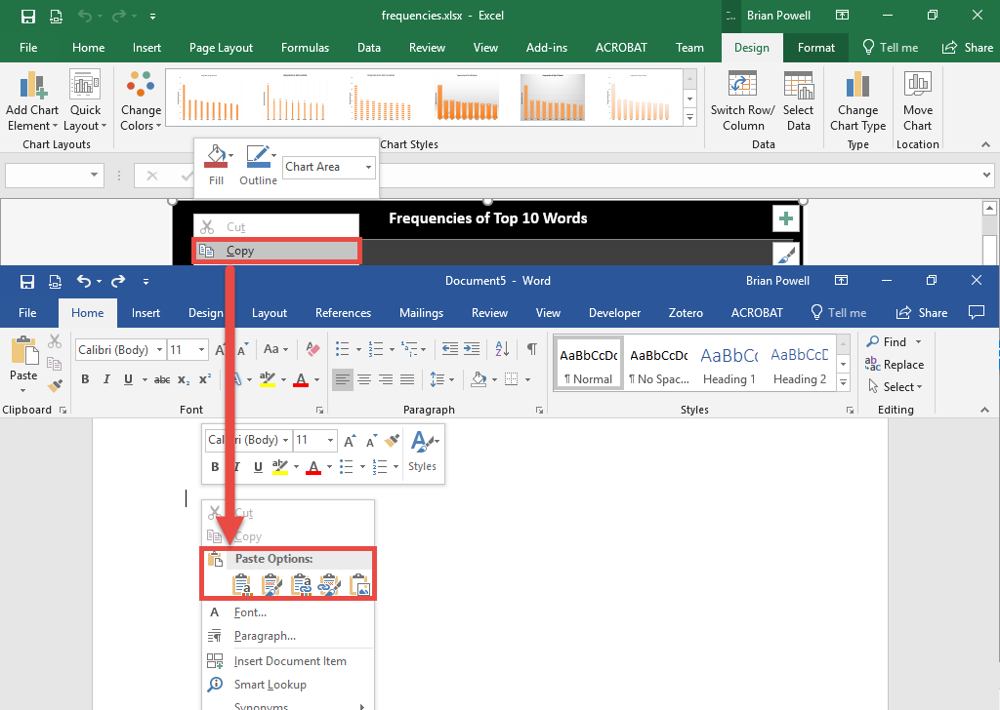 frequencies.xlsx - Excel
Brian Powell
File Home Insert Page Layout Formulas Data Review View Add-ins ACROBAT Team Design Format Tell me Share
Add Chart Element
Quick Layout
Change Colors
Switch Row/ Column
Select Data
Change Chart Type
Move Chart
Chart Layouts
Chart Styles
Data
Type
Location
Fill
Outline
Chart Area
Frequencies of Top 10 Words
Cut
Copy
Document5 - Word
Brian Powell
File Home Insert Design Layout References Mailings Review View Developer Zotero ACROBAT Tell me Share
Paste
Calibri (Body) 11
Aa
B I U abc X₂ X²
A
AaBbCcDc
¶ Normal
AaBbCcDc
¶ No Spac...
AaBbCc
Heading 1
AaBbCcD
Heading 2
Find
Replace
Select
Clipboard
Font
Paragraph
Styles
Editing
Calibri (Body) 11
B I U
Styles
Cut
Copy
Paste Options:
Font...
Paragraph...
Insert Document Item
Smart Lookup
Synonyms